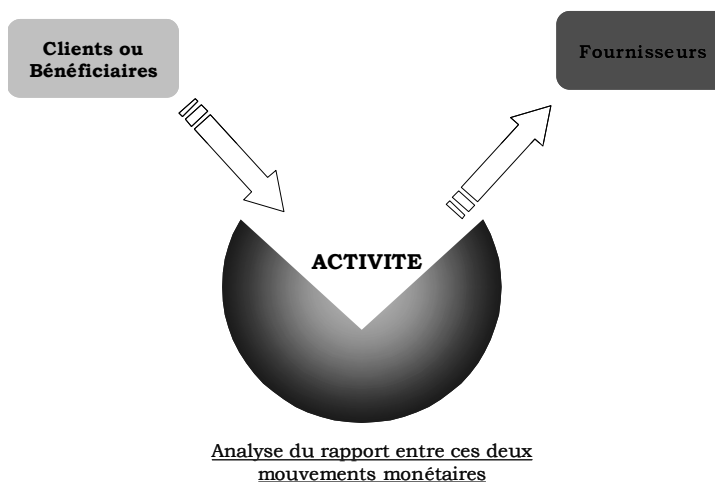 Clients ou
Bénéficiaires
Fournisseurs
ACTIVITE
Analyse du rapport entre ces deux
mouvements monétaires